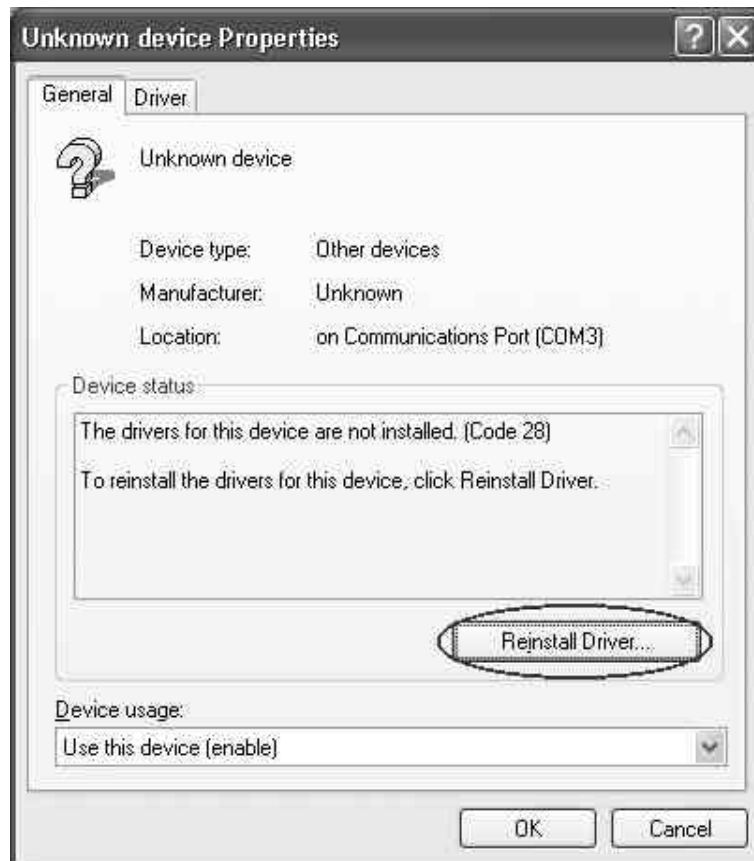 Unknown device Properties
General
Driver
Unknown device
Device type: Other devices
Manufacturer: Unknown
Location: on Communications Port (COM3)
Device status
The drivers for this device are not installed. (Code 28)
To reinstall the drivers for this device, click Reinstall Driver.
Reinstall Driver...
Device usage:
Use this device (enable)
OK
Cancel